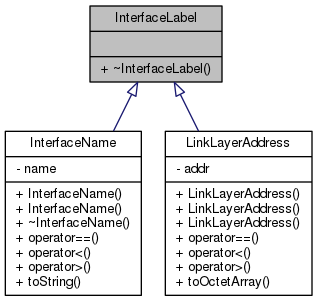 InterfaceLabel
+ ~InterfaceLabel()
InterfaceName
- name
+ InterfaceName()
+ InterfaceName()
+ ~InterfaceName()
+ operator==()
+ operator<()
+ operator>()
+ toString()
LinkLayerAddress
- addr
+ LinkLayerAddress()
+ LinkLayerAddress()
+ LinkLayerAddress()
+ operator==()
+ operator<()
+ operator>()
+ toOctetArray()